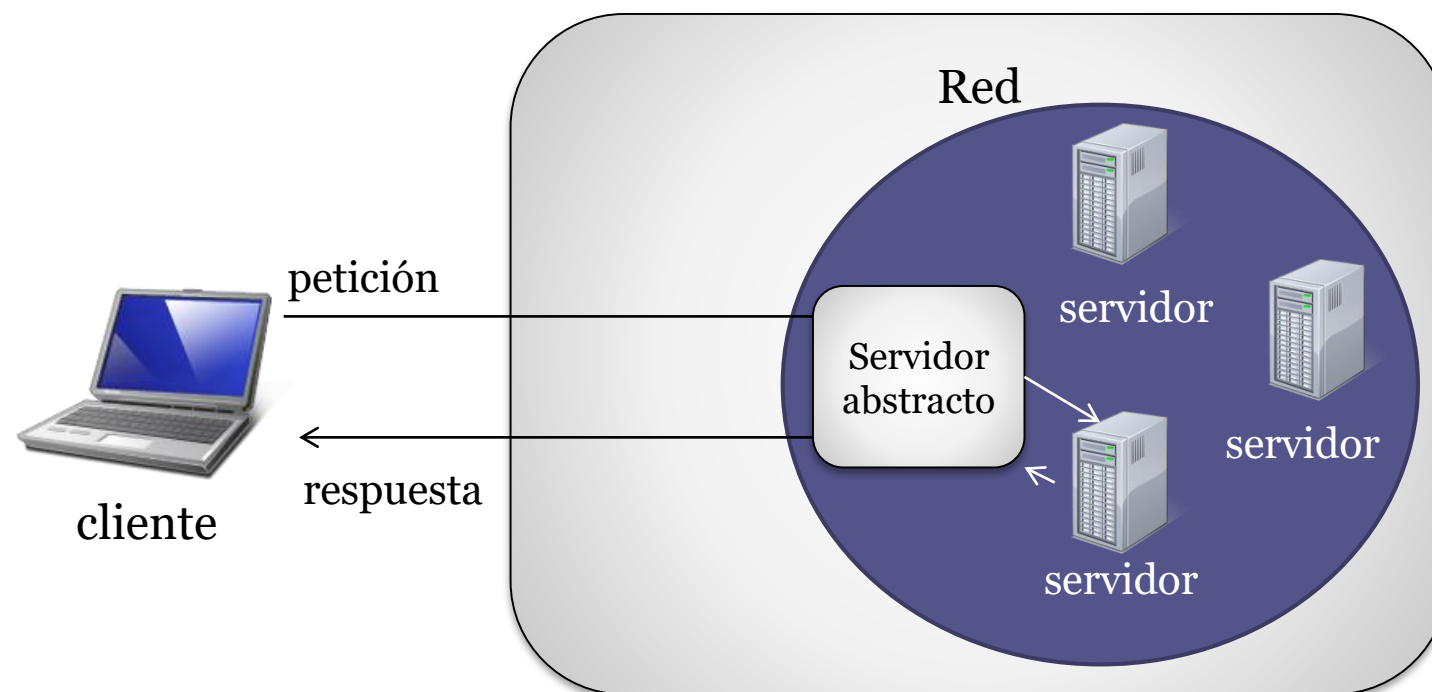 Red
petición
servidor
Servidor
abstracto
servidor
respuesta
cliente
servidor